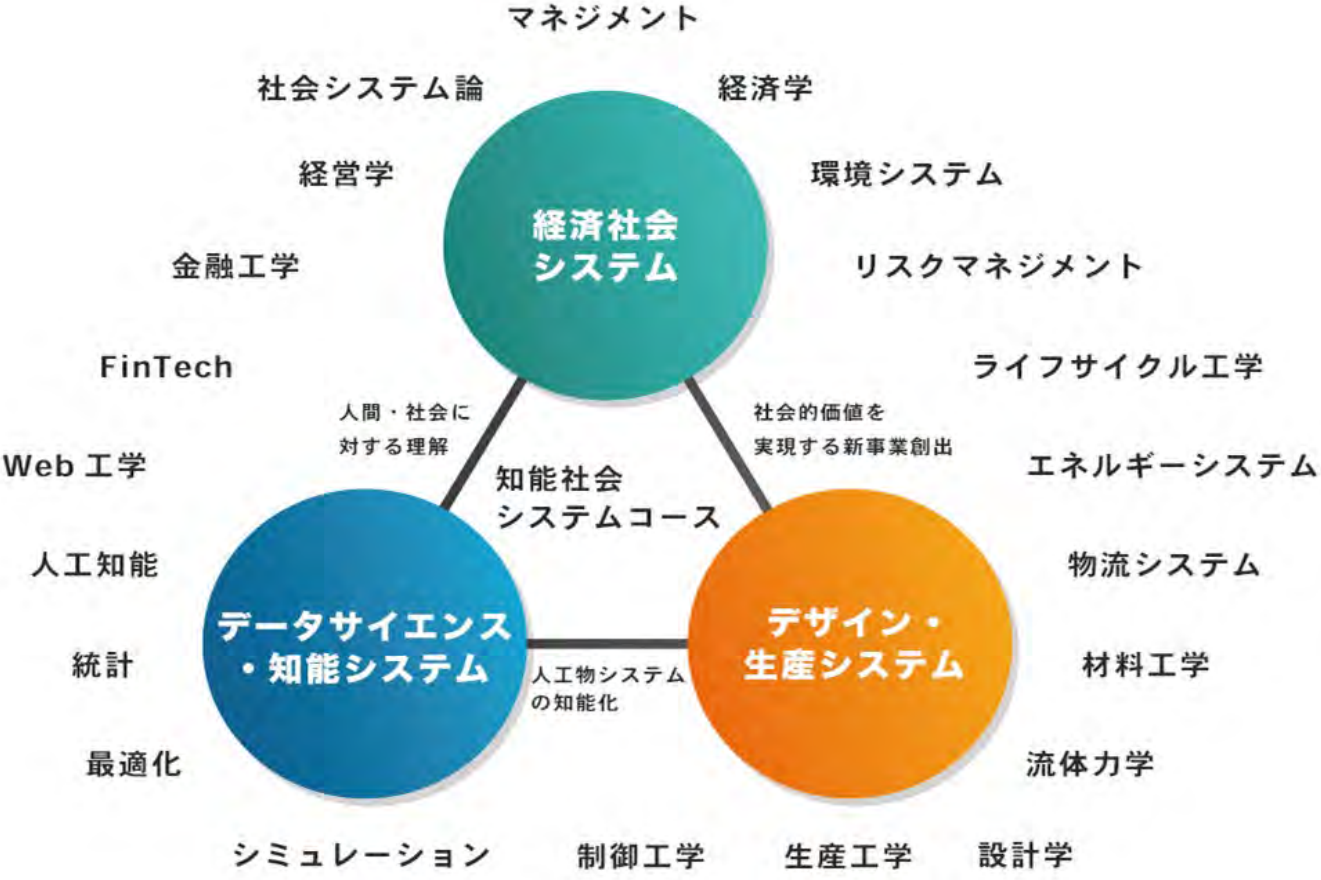 マネジメント
社会システム論
経済学
経営学
環境システム
経済社会
システム
金融工学
リスクマネジメント
FinTech
ライフサイクル工学
人間・社会に
対する理解
社会的価値を
実現する新事業創出
Web 工学
エネルギーシステム
知能社会
システムコース
人工知能
物流システム
データサイエンス
・知能システム
デザイン・
生産システム
統計
材料工学
人工物システム
の知能化
最適化
流体力学
シミュレーション
制御工学
生産工学
設計学